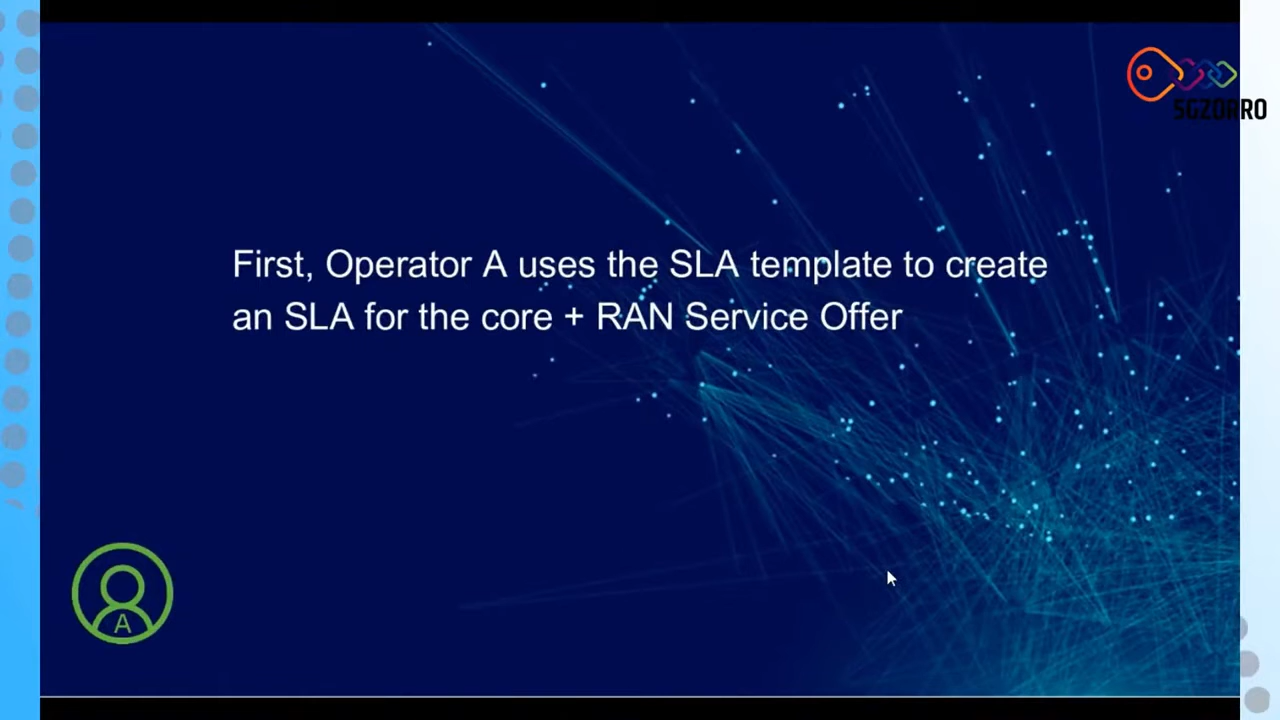 5GZORRO
First, Operator A uses the SLA template to create
an SLA for the core + RAN Service Offer
A